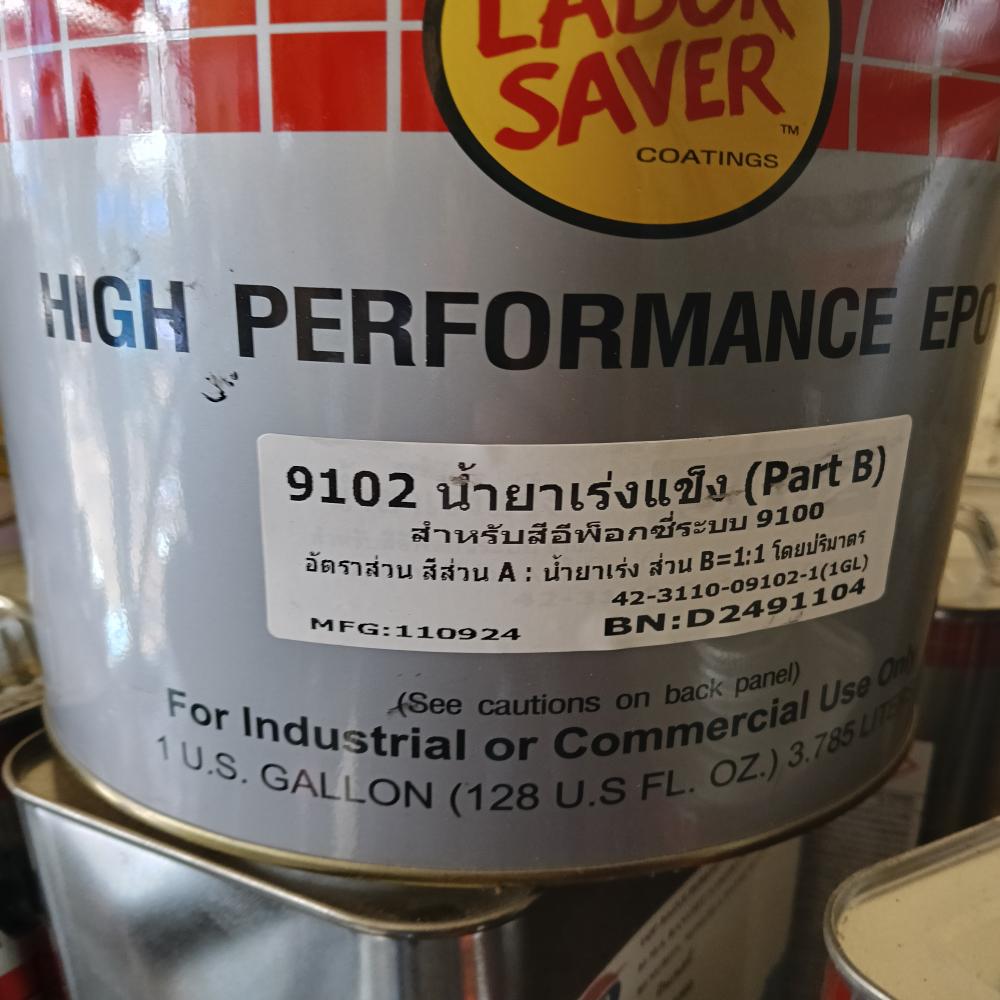 LABOR
SAVER
™
COATINGS
HIGH PERFORMANCE EPO
9102 น้ำยาเร่งแข็ง (Part B)
สำหรับสีอีพ็อกซี่ระบบ 9100
อัตราส่วน สีส่วน A : น้ำยาเร่ง ส่วน B=1:1 โดยปริมาตร
42-3110-09102-1(1GL)
MFG:110924 BN:D2491104
(See cautions on back panel)
For Industrial or Commercial Use Only
1 U.S. GALLON (128 U.S FL. OZ.) 3.785 LITER